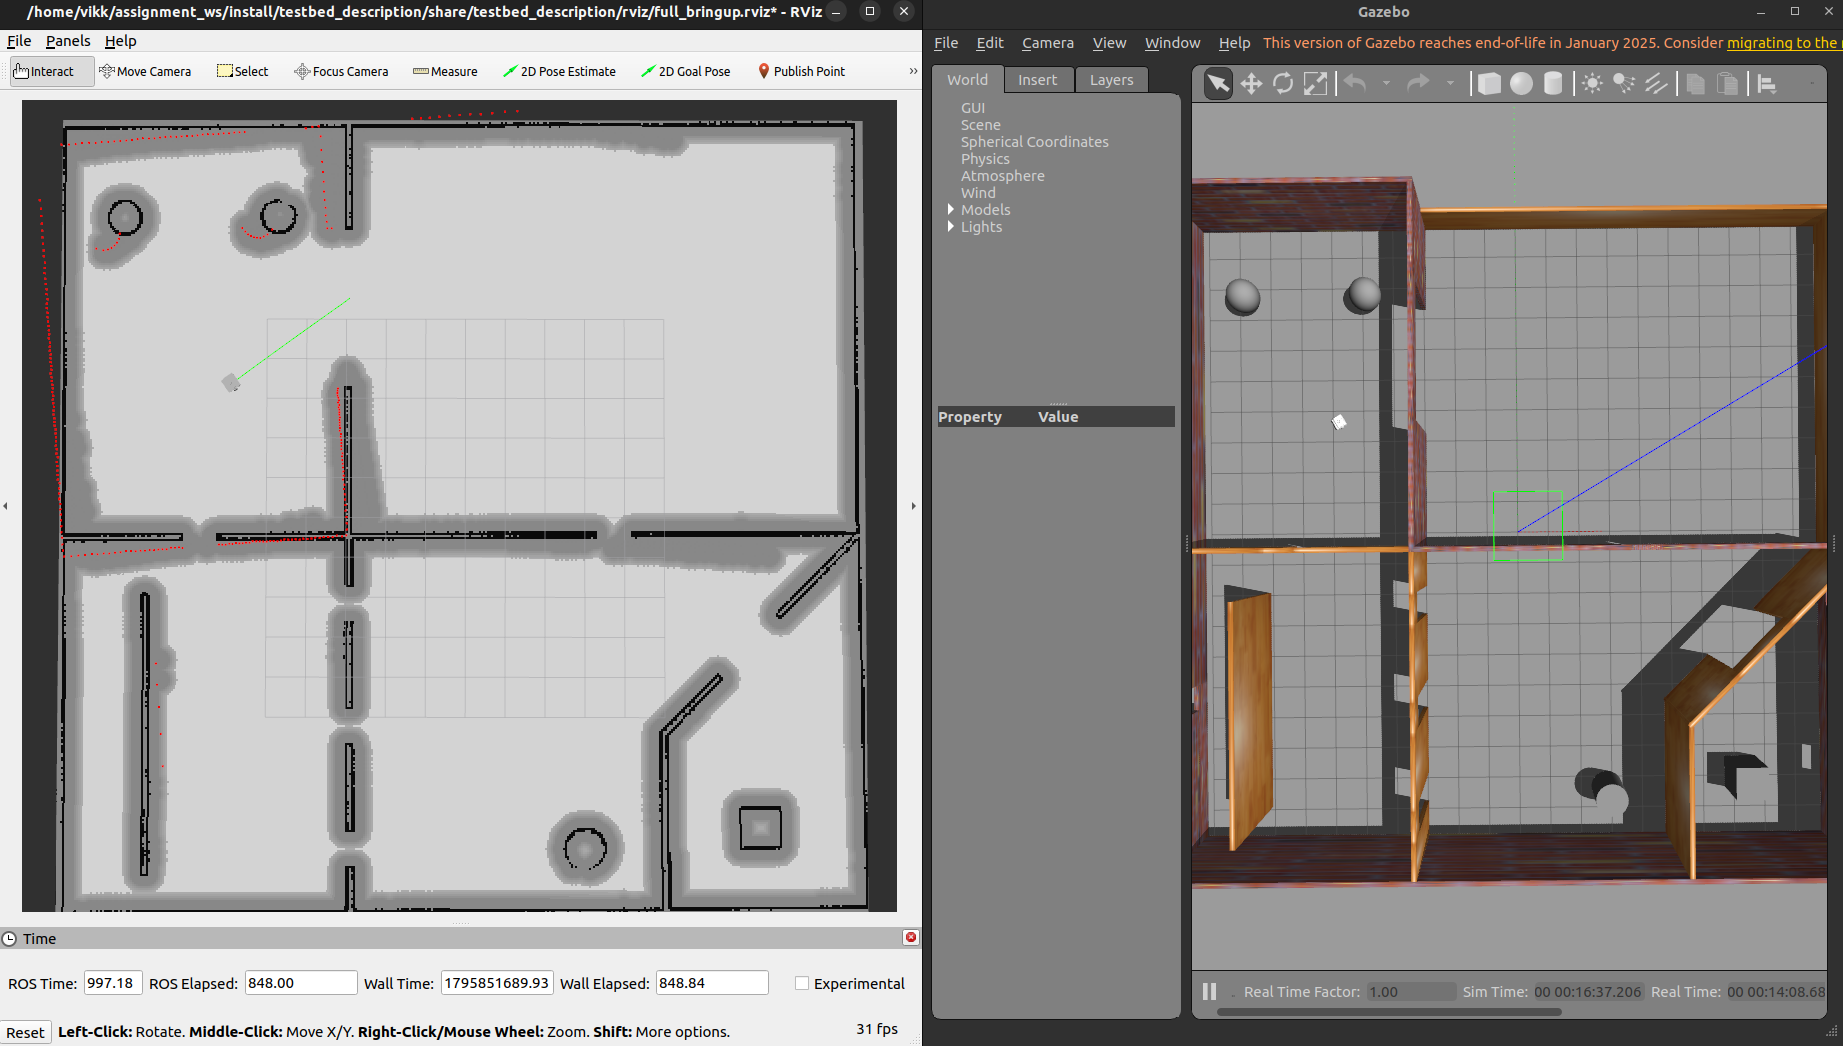 /home/vikk/assignment_ws/install/testbed_description/share/testbed_description/rviz/full_bringup.rviz* - RViz
File Panels Help
Interact Move Camera Select Focus Camera Measure 2D Pose Estimate 2D Goal Pose Publish Point »
Time
ROS Time: 997.18 ROS Elapsed: 848.00 Wall Time: 1795851689.93 Wall Elapsed: 848.84 Experimental
Reset Left-Click: Rotate. Middle-Click: Move X/Y. Right-Click/Mouse Wheel: Zoom. Shift: More options. 31 fps
Gazebo
File Edit Camera View Window Help This version of Gazebo reaches end-of-life in January 2025. Consider migrating to the
World Insert Layers
GUI
Scene
Spherical Coordinates
Physics
Atmosphere
Wind
Models
Lights
Property Value
Real Time Factor: 1.00 Sim Time: 00 00:16:37.206 Real Time: 00 00:14:08.68